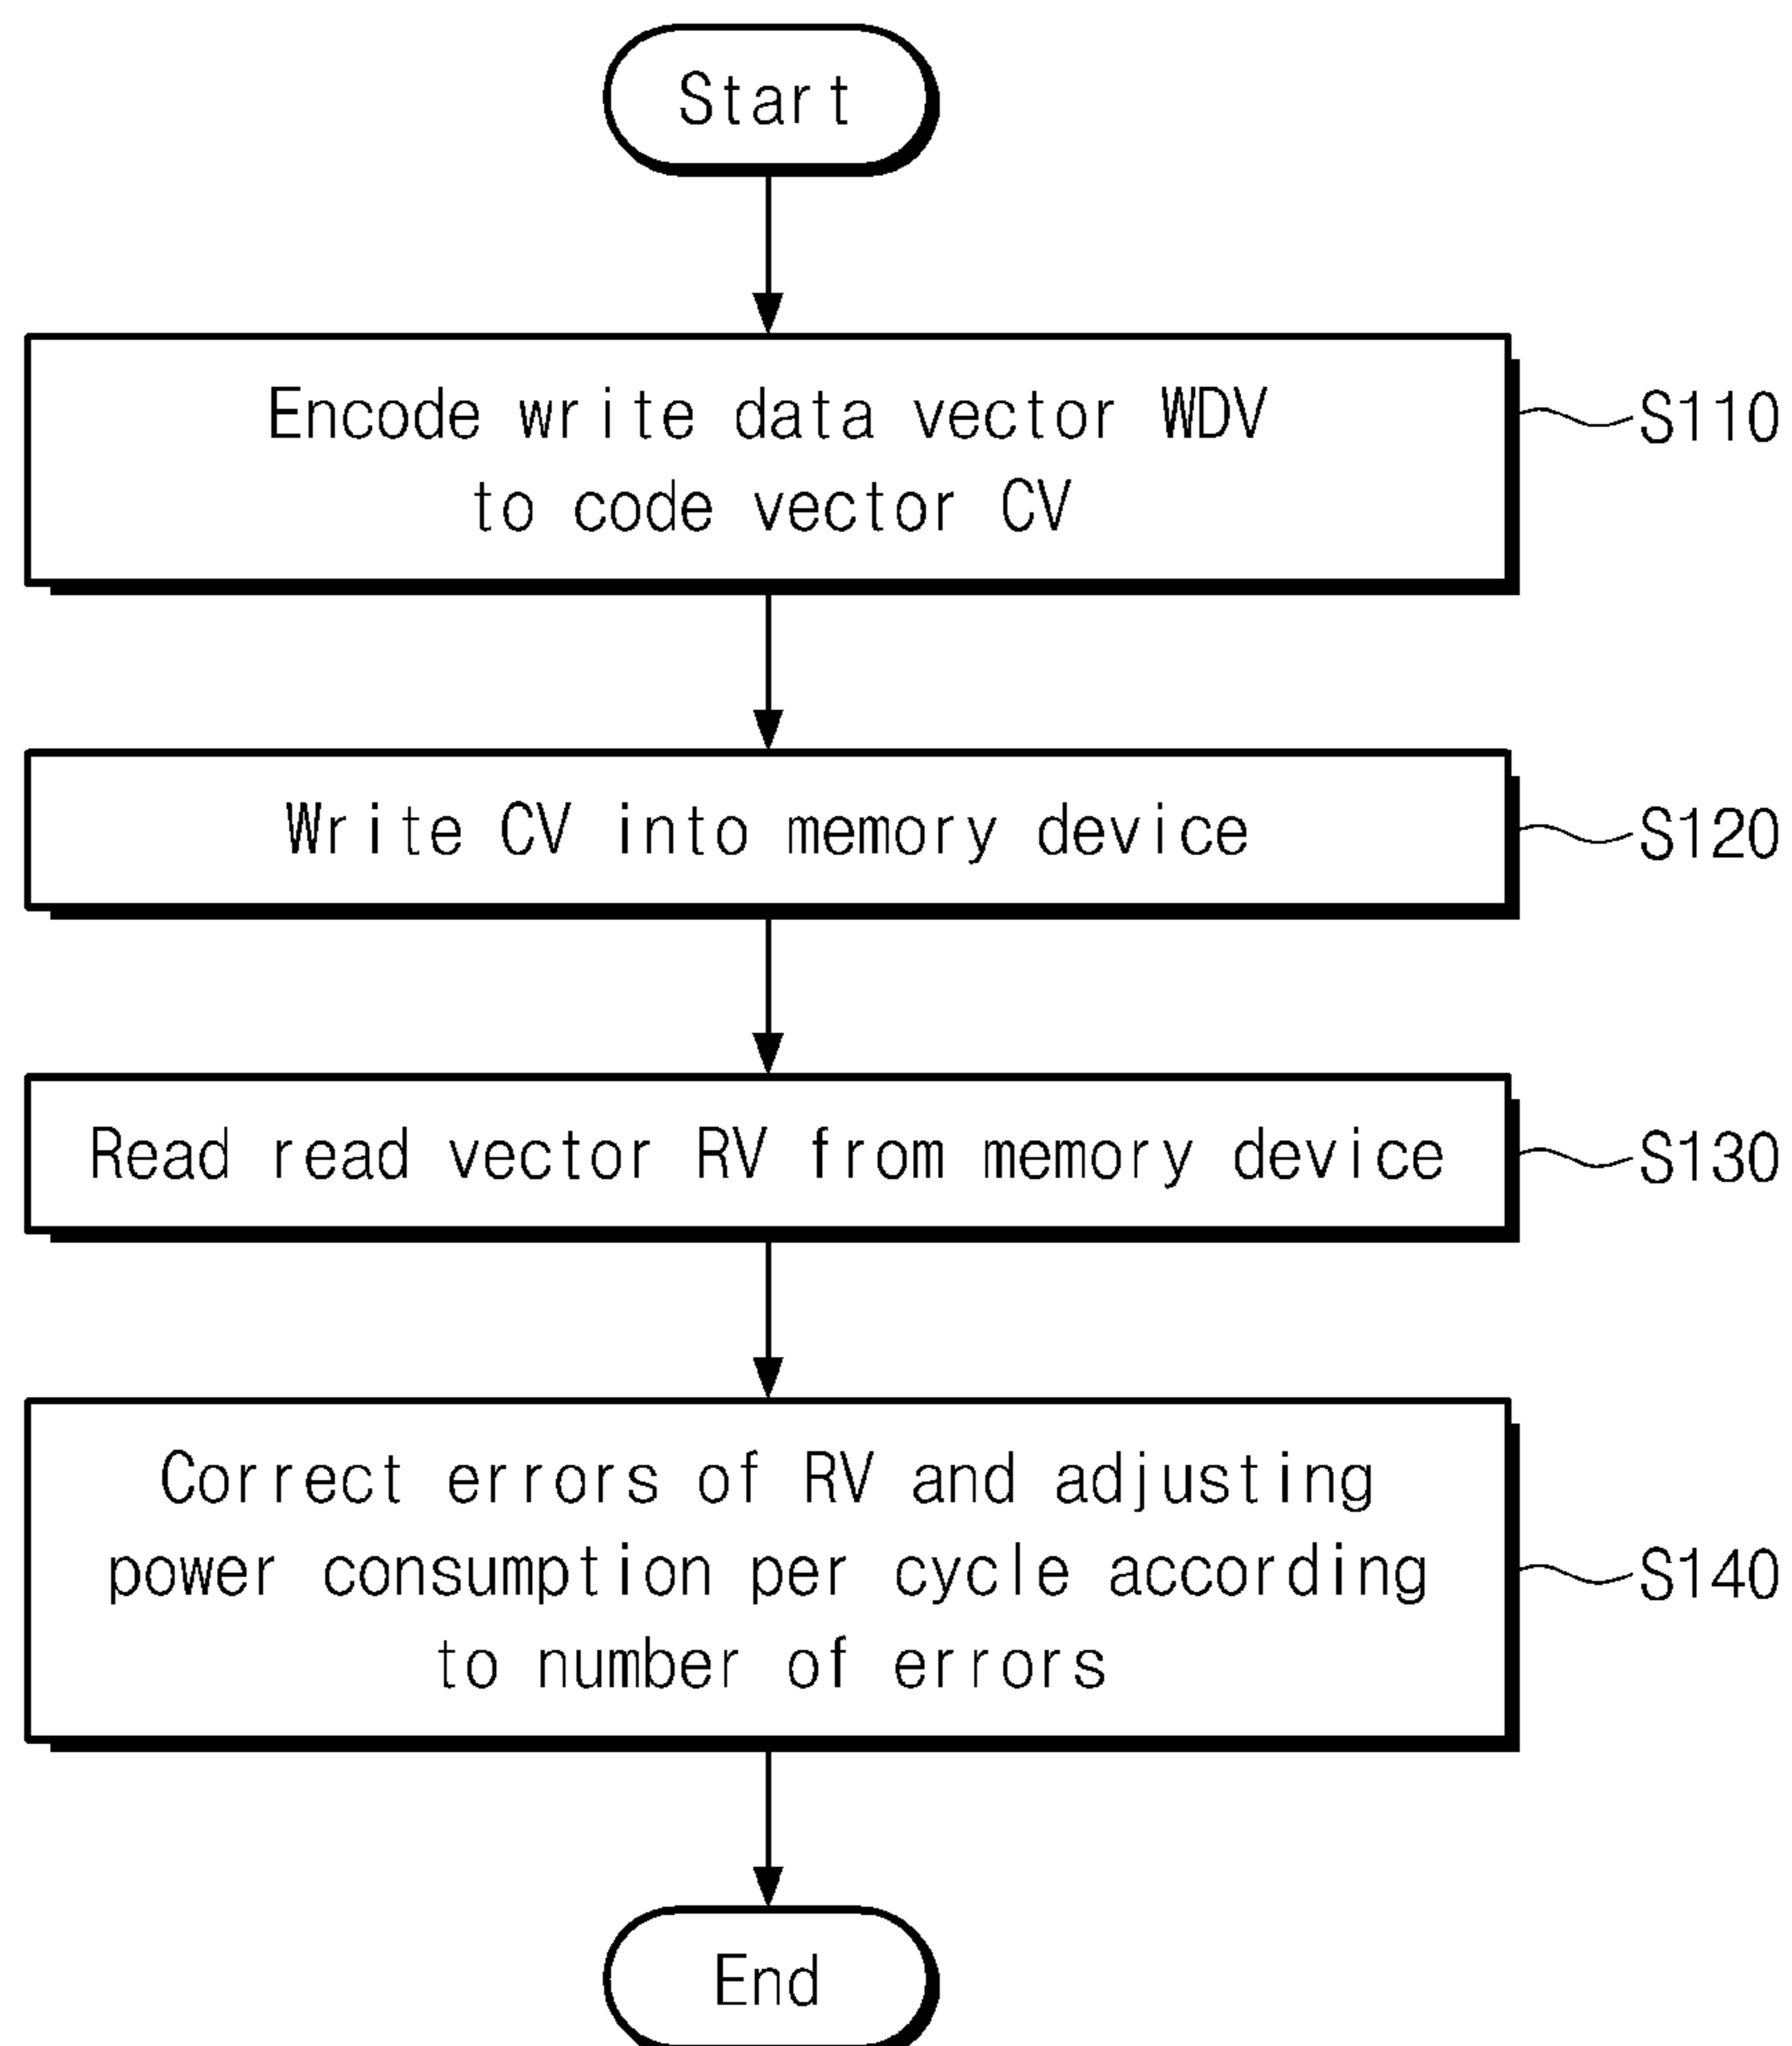 Start
Encode write data vector WDV
to code vector CV
S110
Write CV into memory device
S120
Read read vector RV from memory device
S130
Correct errors of RV and adjusting
power consumption per cycle according
to number of errors
S140
End